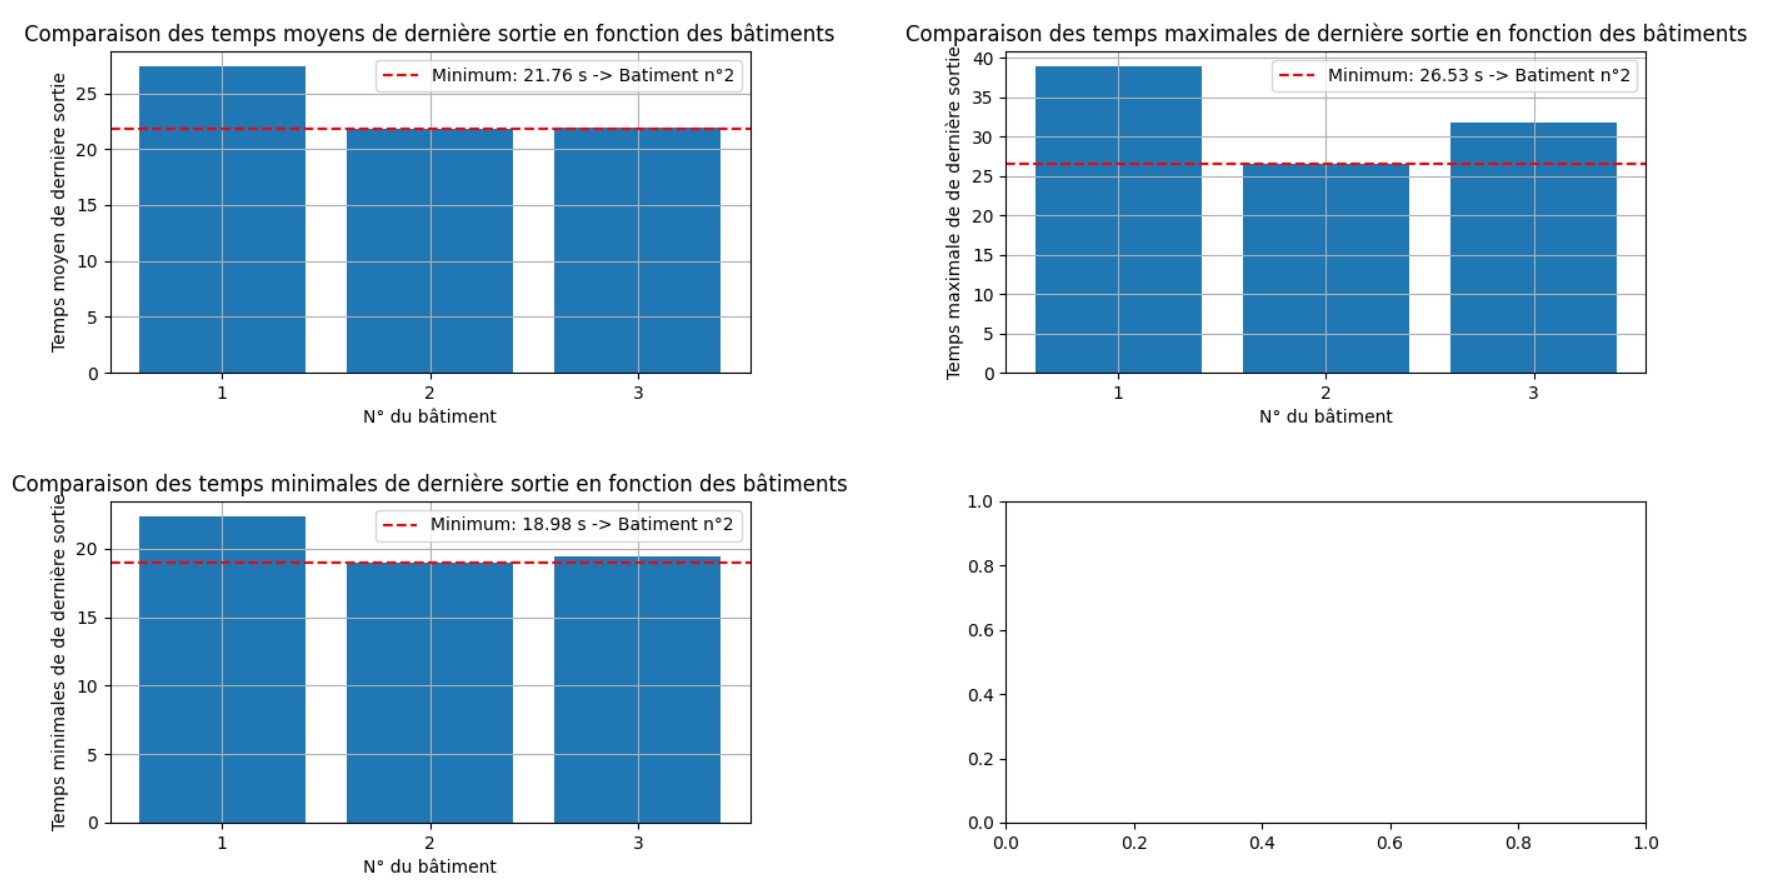 Comparaison des temps moyens de dernière sortie en fonction des bâtiments
Temps moyen de dernière sortie
25
20
15
10
5
0
Minimum: 21.76 s -> Batiment n°2
1 2 3
N° du bâtiment
Comparaison des temps maximales de dernière sortie en fonction des bâtiments
Temps maximale de dernière sortie
40
35
30
25
20
15
10
5
0
Minimum: 26.53 s -> Batiment n°2
1 2 3
N° du bâtiment
Comparaison des temps minimales de dernière sortie en fonction des bâtiments
Temps minimales de de dernière sortie
20
15
10
5
0
Minimum: 18.98 s -> Batiment n°2
1 2 3
N° du bâtiment
1.0
0.8
0.6
0.4
0.2
0.0
0.0 0.2 0.4 0.6 0.8 1.0